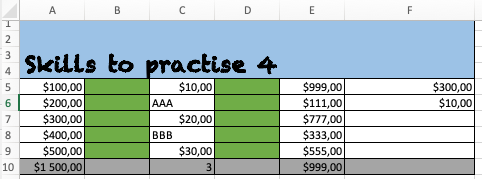 A B C D E F
1
2
3
4 Skills to practise 4
5 $100,00 $10,00 $999,00 $300,00
6 $200,00 AAA $111,00 $10,00
7 $300,00 $20,00 $777,00
8 $400,00 BBB $333,00
9 $500,00 $30,00 $555,00
10 $1 500,00 3 $999,00